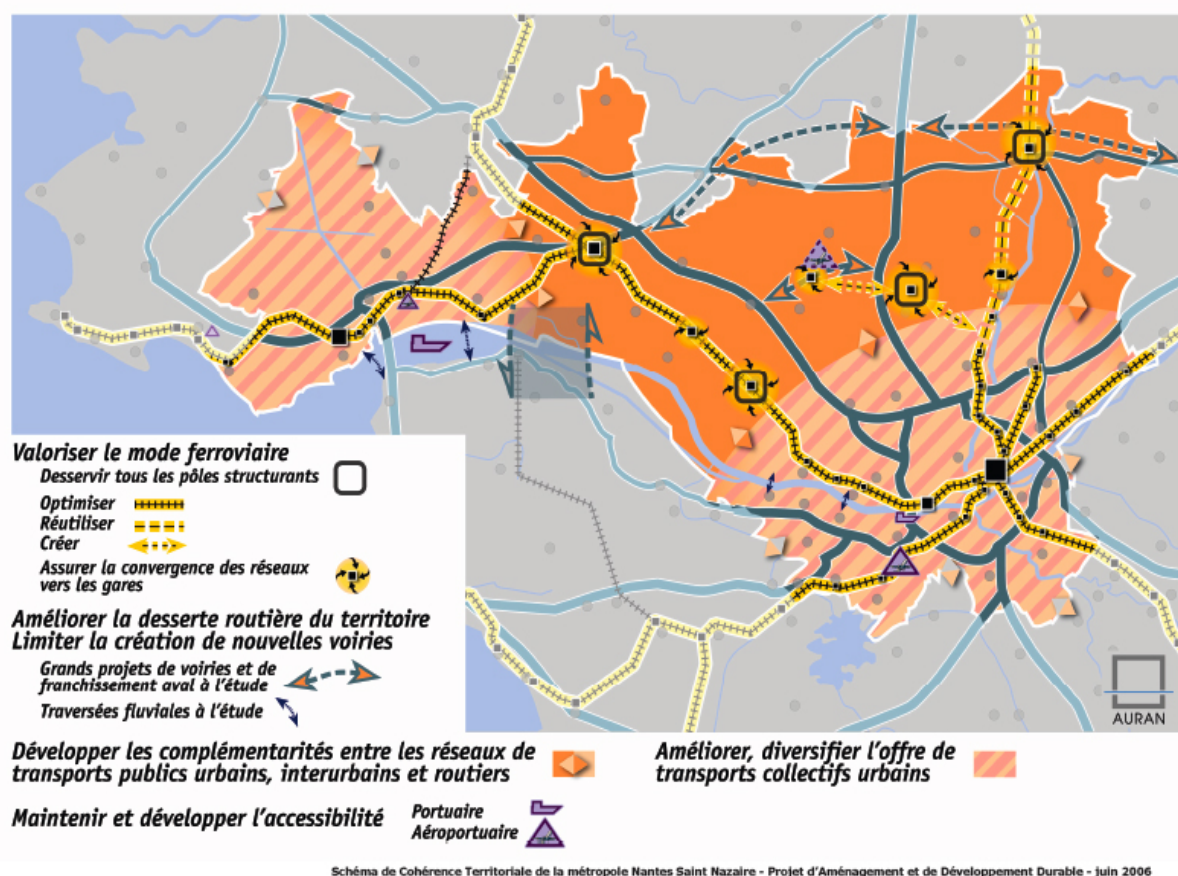 Valoriser le mode ferroviaire
Desservir tous les pôles structurants
Optimiser
Réutiliser
Créer
Assurer la convergence des réseaux
vers les gares
Améliorer la desserte routière du territoire
Limiter la création de nouvelles voiries
Grands projets de voiries et de
franchissement aval à l'étude
Traversées fluviales à l'étude
AURAN
Développer les complémentarités entre les réseaux de
transports publics urbains, interurbains et routiers
Améliorer, diversifier l'offre de
transports collectifs urbains
Maintenir et développer l'accessibilité
Portuaire
Aéroportuaire
Schéma de Cohérence Territoriale de la métropole Nantes Saint Nazaire - Projet d'Aménagement et de Développement Durable - juin 2006